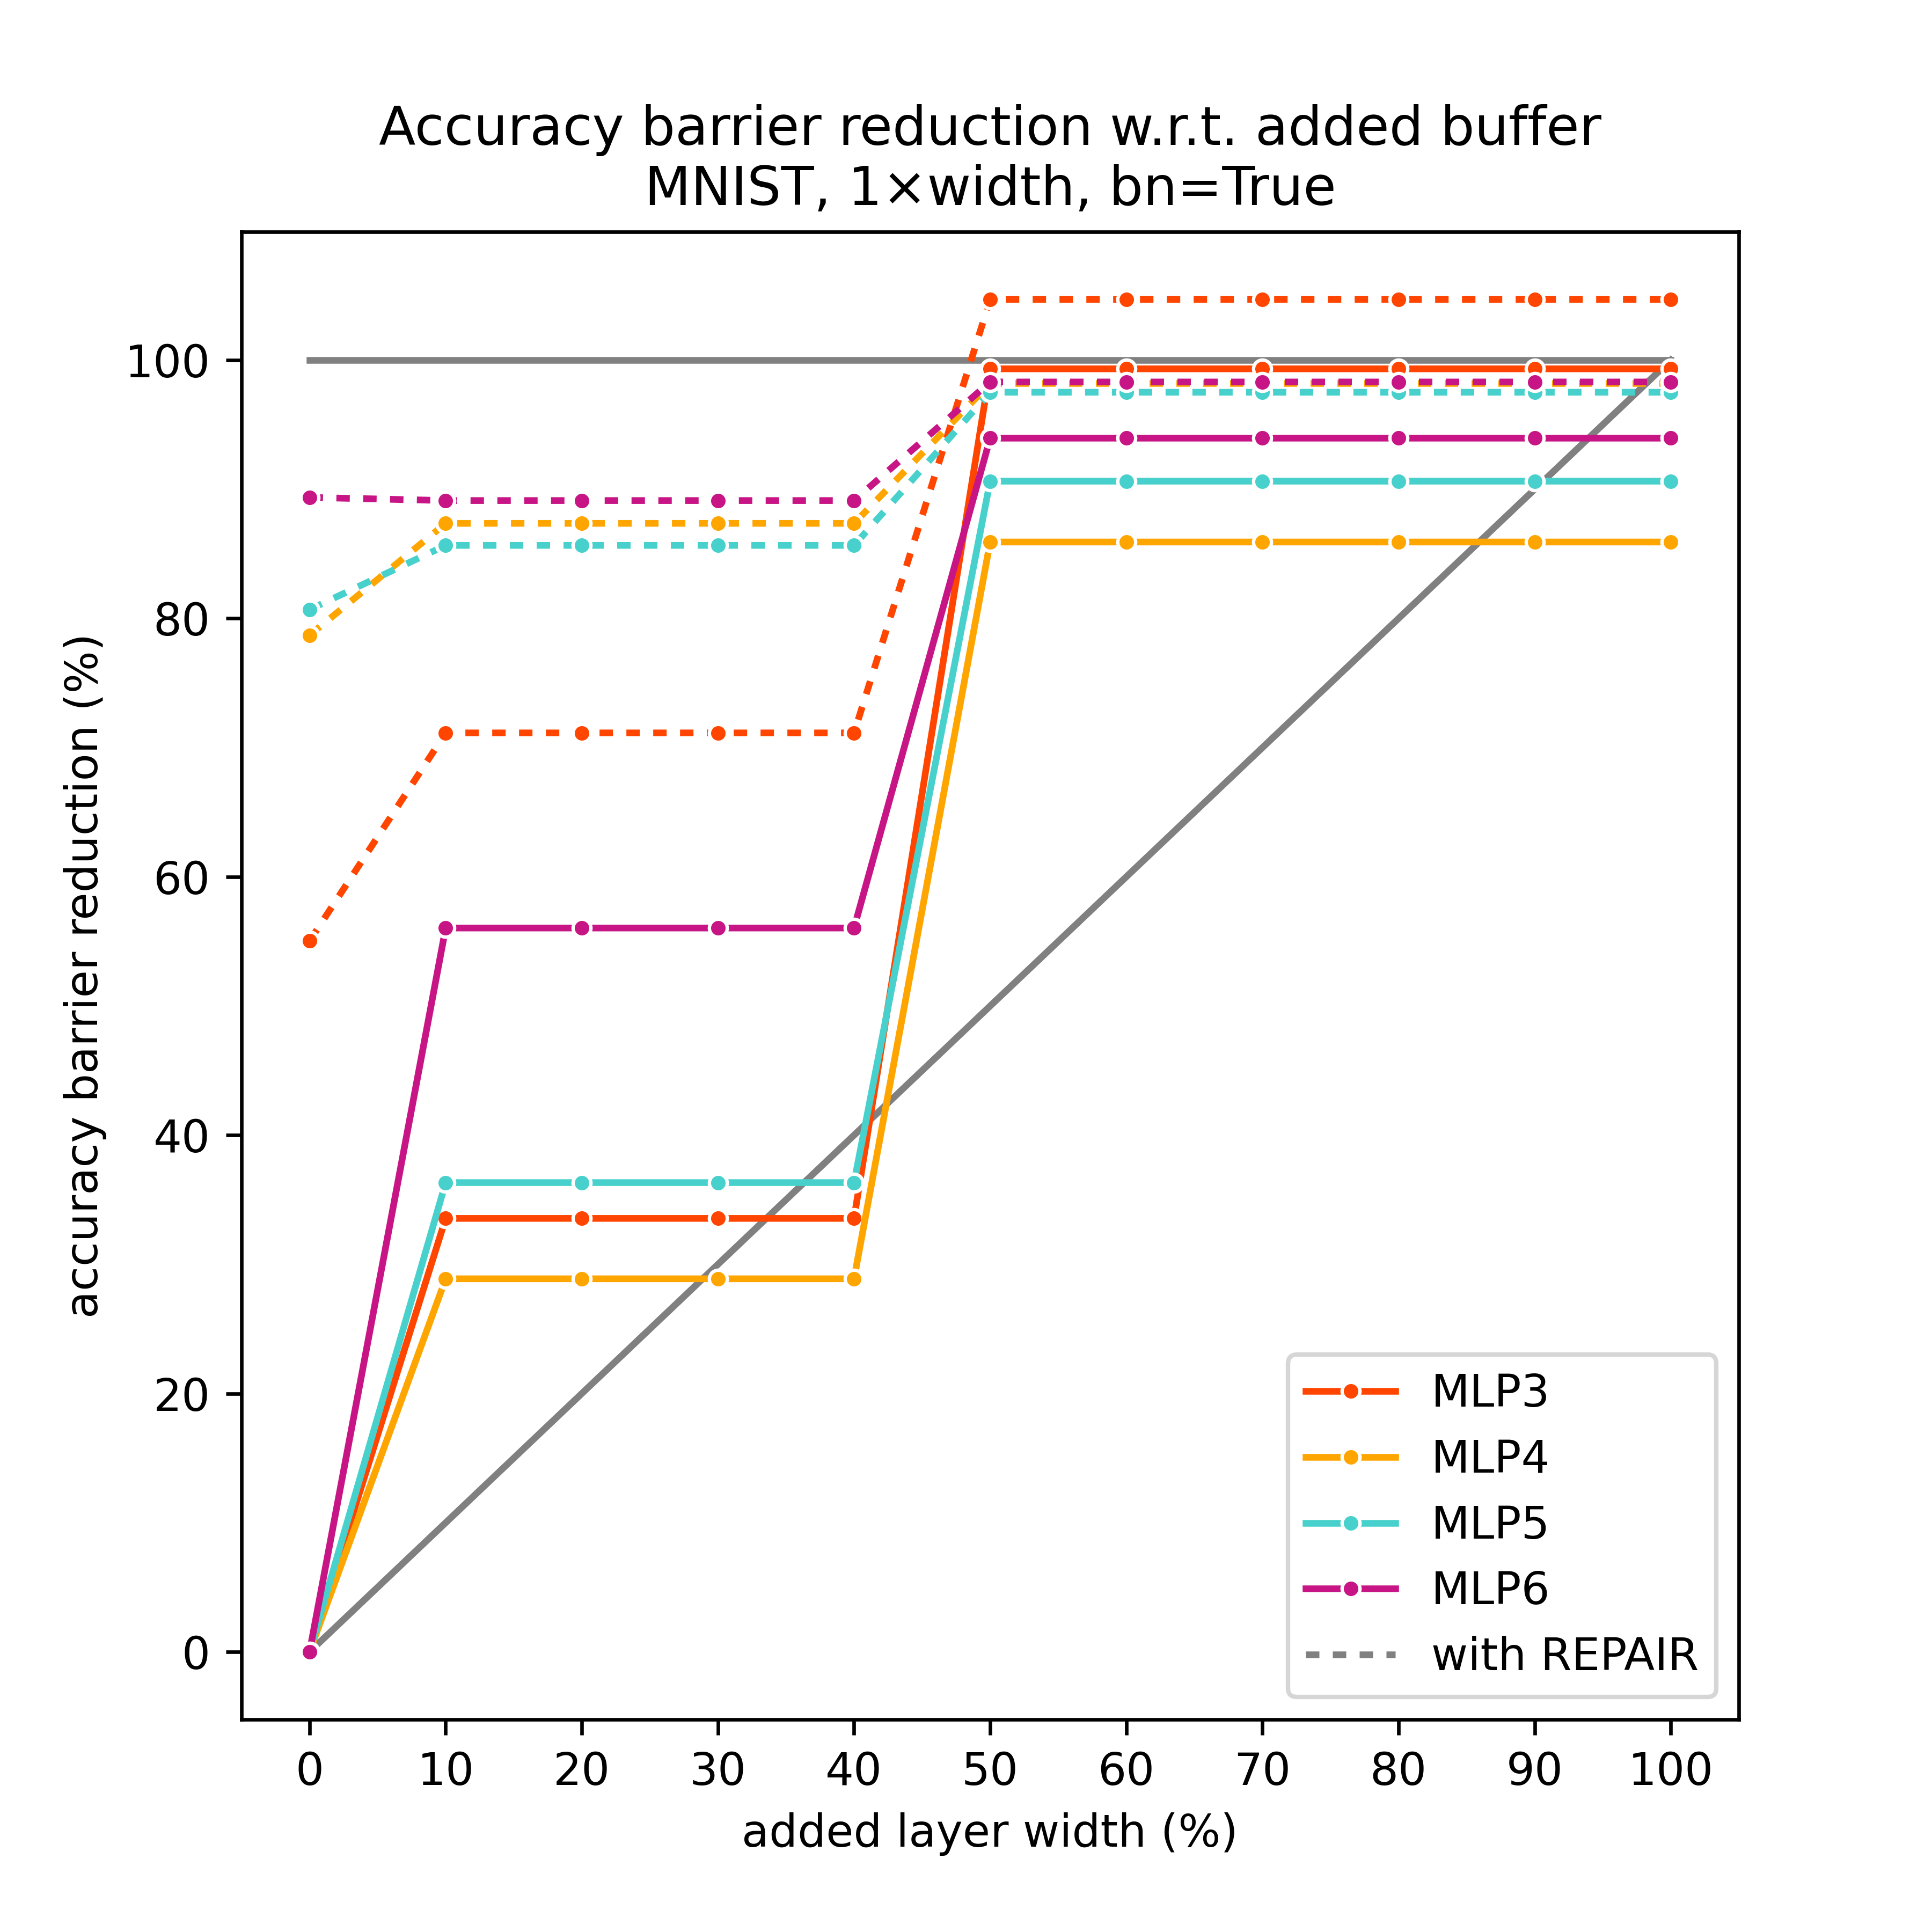 Accuracy barrier reduction w.r.t. added buffer
MNIST, 1×width, bn=True
accuracy barrier reduction (%)
100
80
60
40
20
0
0 10 20 30 40 50 60 70 80 90 100
added layer width (%)
MLP3
MLP4
MLP5
MLP6
with REPAIR